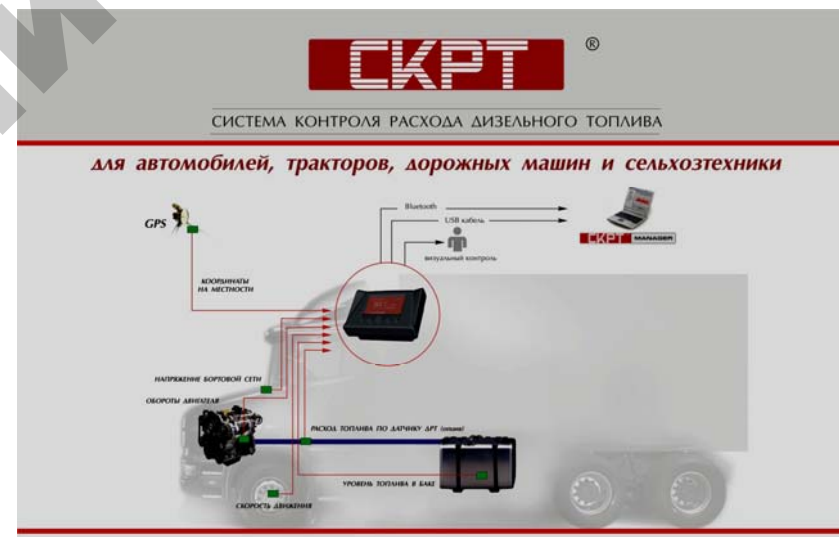 СКРТ ®
СИСТЕМА КОНТРОЛЯ РАСХОДА ДИЗЕЛЬНОГО ТОПЛИВА
для автомобилей, тракторов, дорожных машин и сельхозтехники
Bluetooth
USB кабель
GPS
СКРТ MANAGER
визуальный контроль
КООРДИНАТЫ
НА МЕСТНОСТИ
НАПРЯЖЕНИЕ БОРТОВОЙ СЕТИ
ОБОРОТЫ ДВИГАТЕЛЯ
РАСХОД ТОПЛИВА ПО ДАТЧИКУ ДРТ (опция)
УРОВЕНЬ ТОПЛИВА В БАКЕ
СКОРОСТЬ ДВИЖЕНИЯ